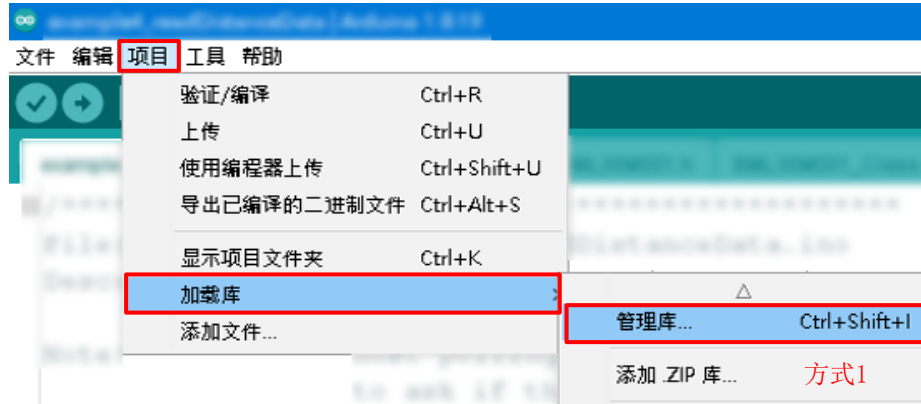 文件 编辑 项目 工具 帮助
验证/编译 Ctrl+R
上传 Ctrl+U
使用编程器上传 Ctrl+Shift+U
导出已编译的二进制文件 Ctrl+Alt+S
显示项目文件夹 Ctrl+K
加载库
添加文件...
管理库... Ctrl+Shift+I
添加 .ZIP 库... 方式1